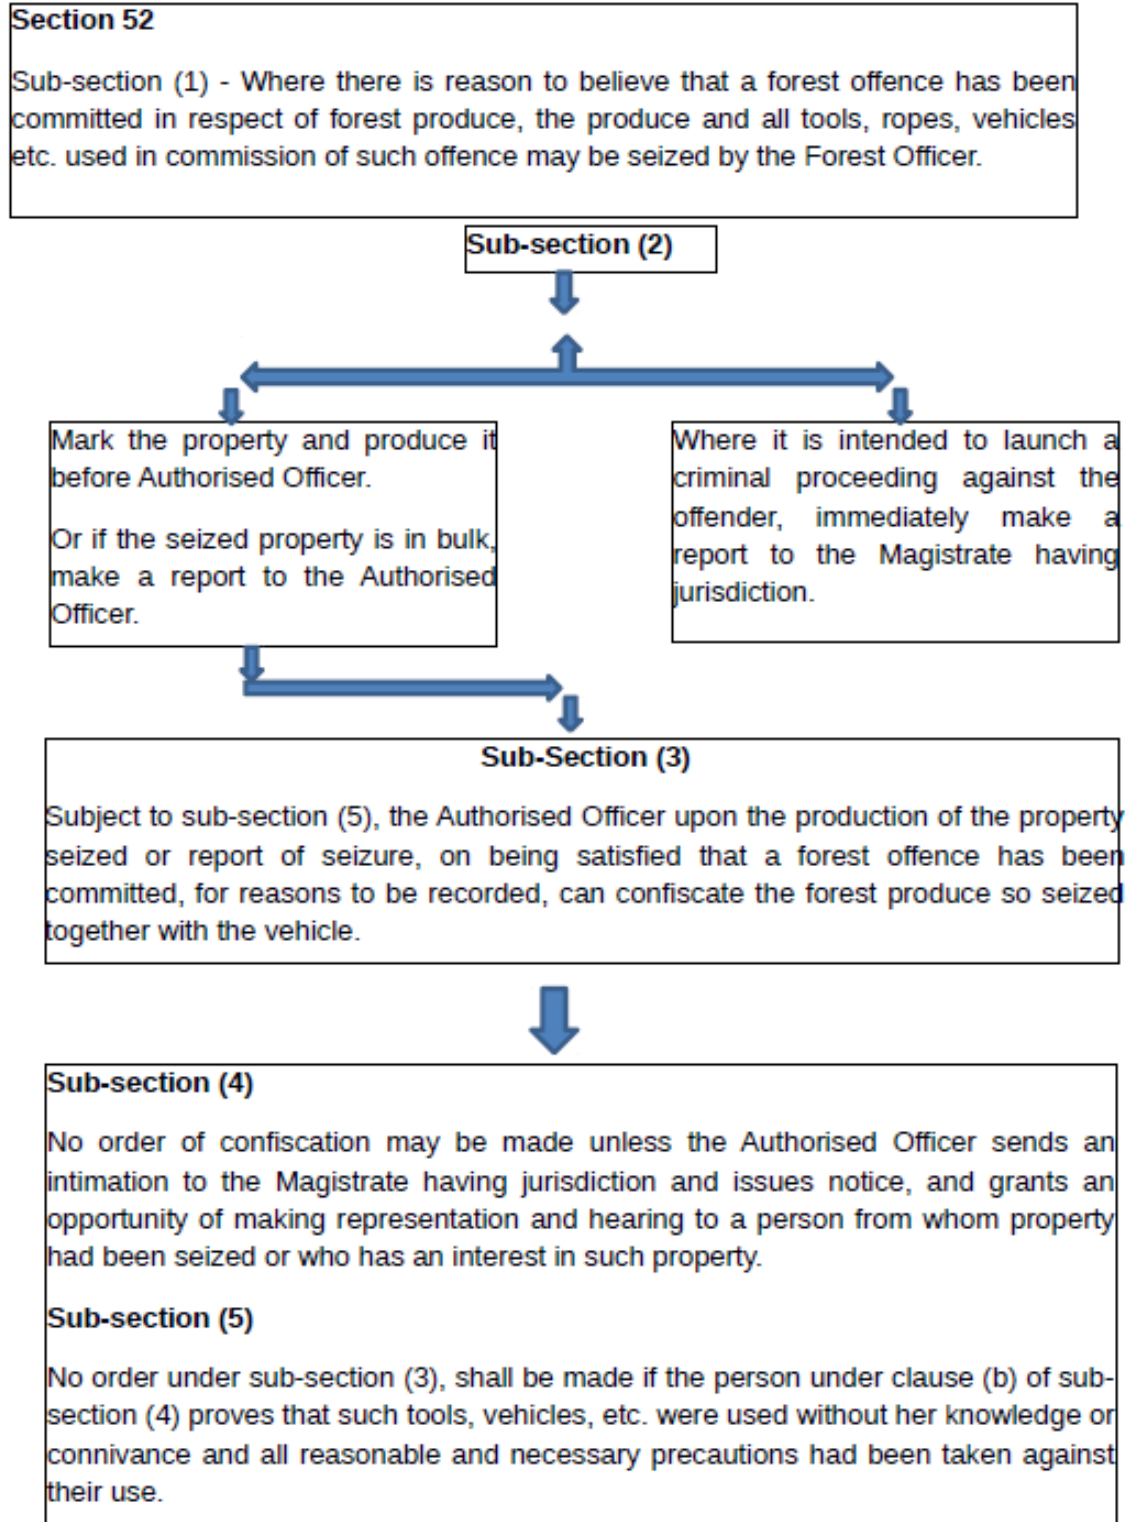 Section 52
Sub-section (1) - Where there is reason to believe that a forest offence has been
committed in respect of forest produce, the produce and all tools, ropes, vehicles
etc. used in commission of such offence may be seized by the Forest Officer.
Sub-section (2)
Mark the property and produce it
before Authorised Officer.
Or if the seized property is in bulk,
make a report to the Authorised
Officer.
Where it is intended to launch a
criminal proceeding against the
offender, immediately make a
report to the Magistrate having
jurisdiction.
Sub-Section (3)
Subject to sub-section (5), the Authorised Officer upon the production of the property
seized or report of seizure, on being satisfied that a forest offence has been
committed, for reasons to be recorded, can confiscate the forest produce so seized
together with the vehicle.
Sub-section (4)
No order of confiscation may be made unless the Authorised Officer sends an
intimation to the Magistrate having jurisdiction and issues notice, and grants an
opportunity of making representation and hearing to a person from whom property
had been seized or who has an interest in such property.
Sub-section (5)
No order under sub-section (3), shall be made if the person under clause (b) of sub-
section (4) proves that such tools, vehicles, etc. were used without her knowledge or
connivance and all reasonable and necessary precautions had been taken against
their use.